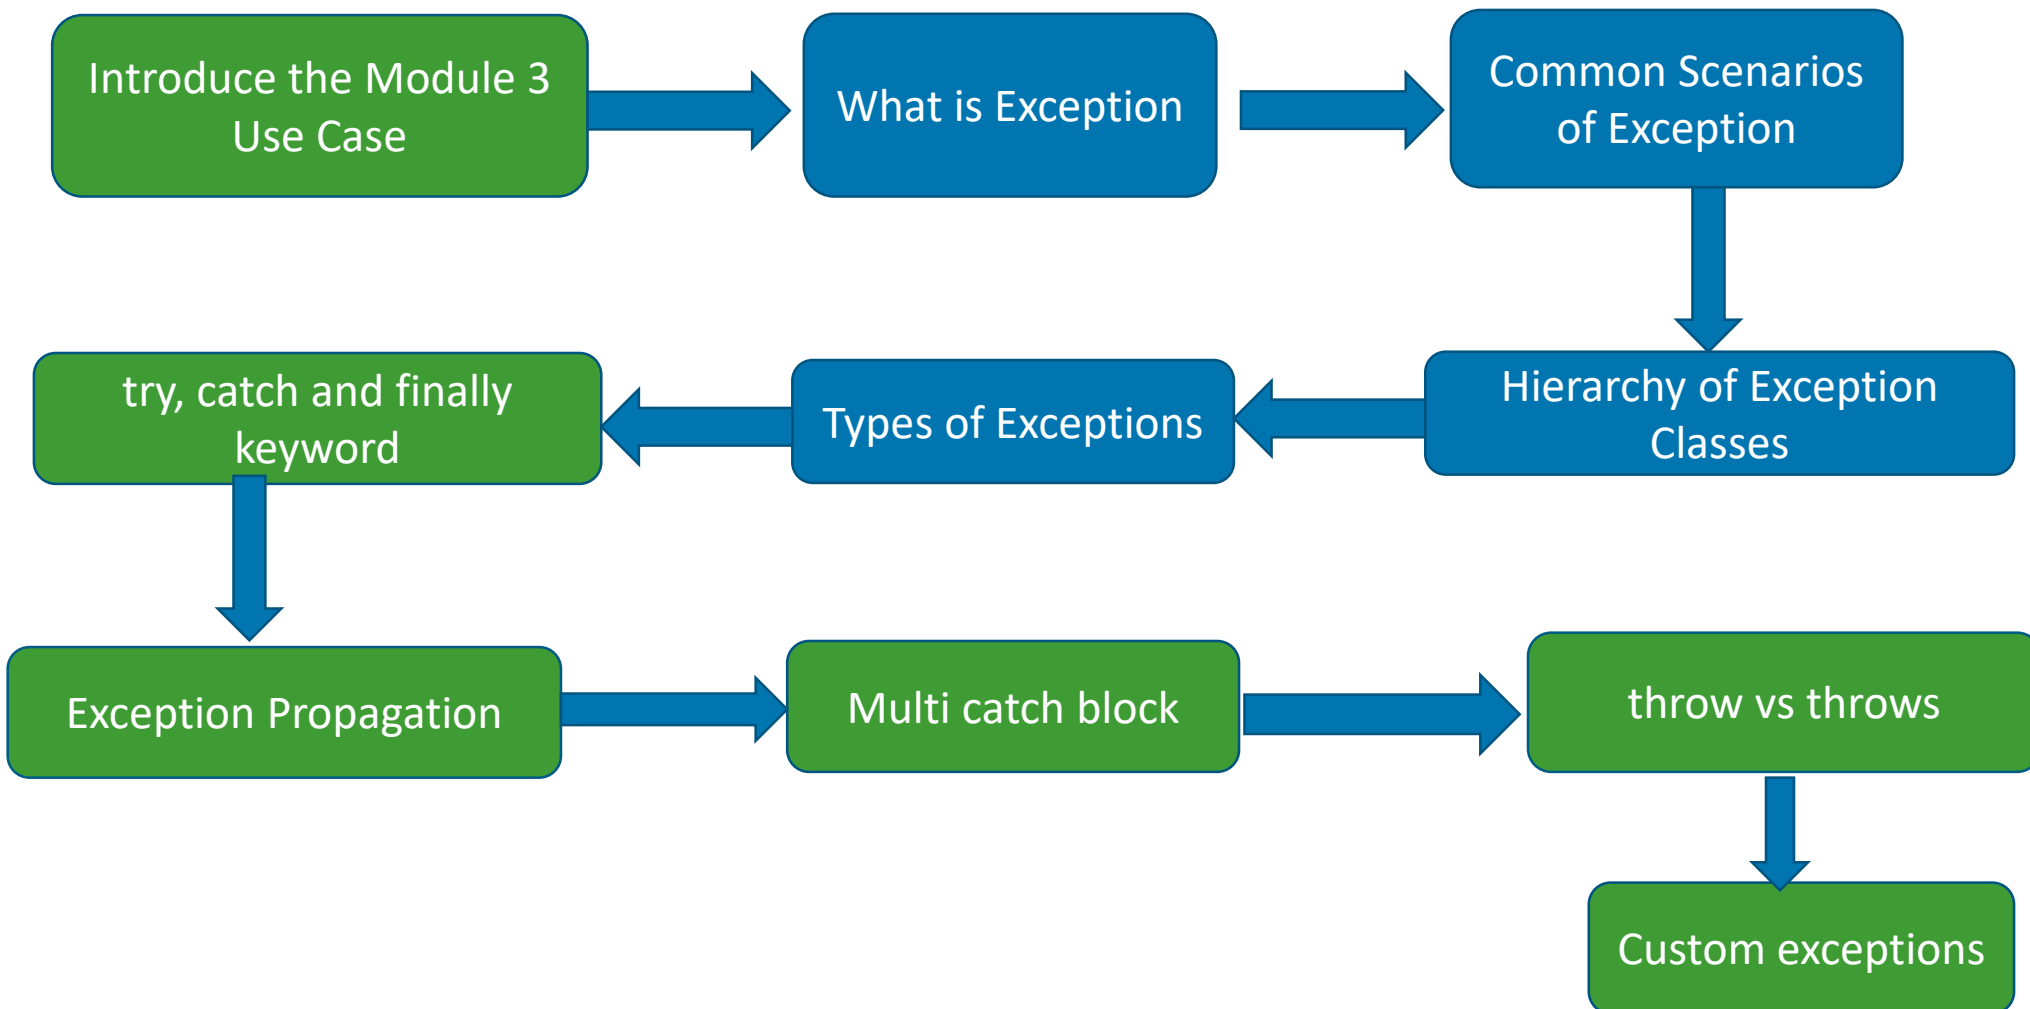 Introduce the Module 3
Use Case
What is Exception
Common Scenarios
of Exception
Hierarchy of Exception
Classes
Types of Exceptions
try, catch and finally
keyword
Exception Propagation
Multi catch block
throw vs throws
Custom exceptions